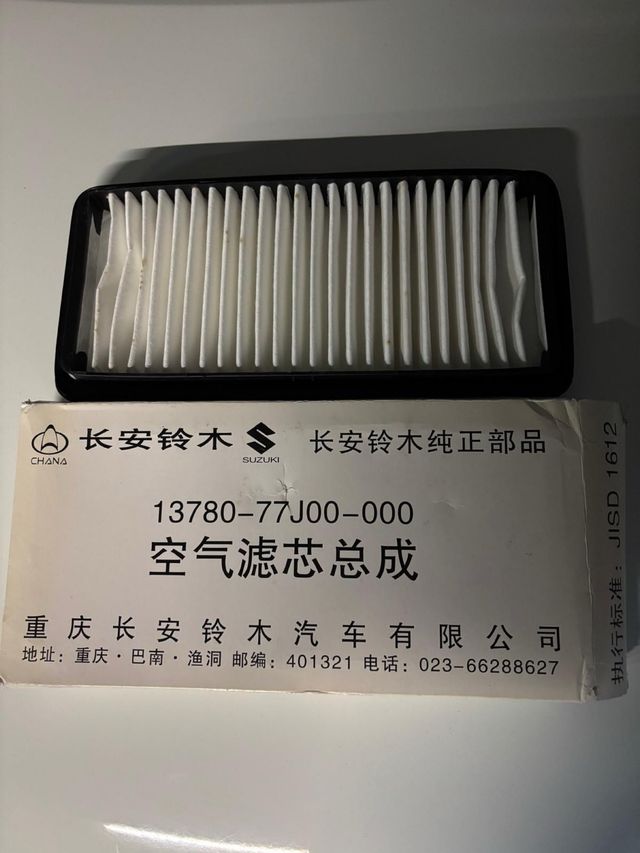 长安铃木 长安铃木纯正部品
CHANA SUZUKI
13780-77J00-000
空气滤芯总成
重庆长安铃木汽车有限公司
地址：重庆·巴南·渔洞 邮编：401321 电话：023-66288627
执行标准：JISD 1612